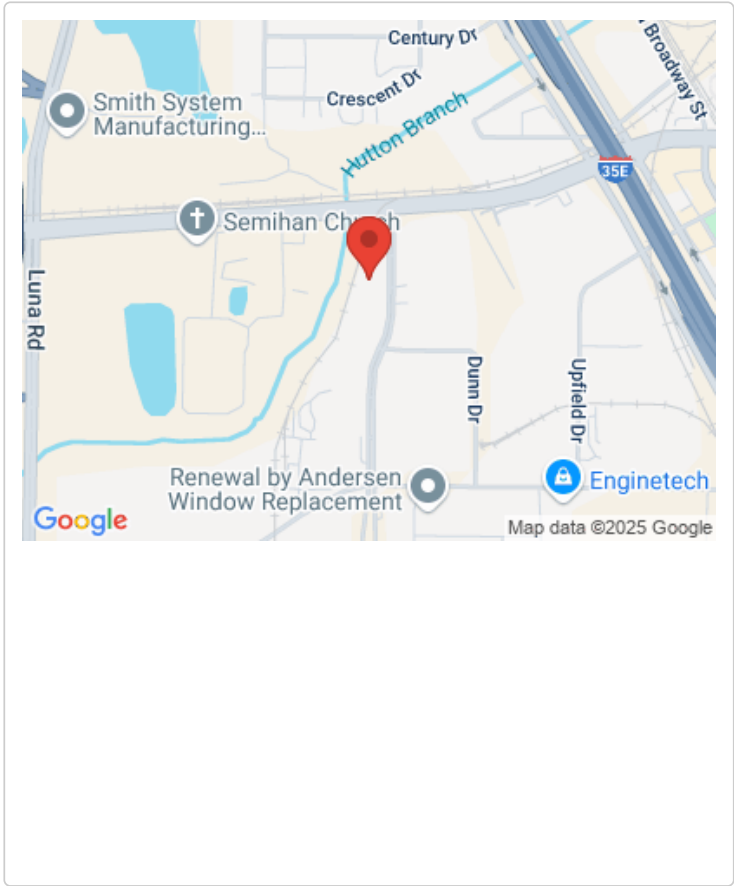 Century Dr
Crescent Dr
Broadway St
Smith System
Manufacturing...
Hutton Branch
35E
Semihan Church
Luna Rd
Dunn Dr
Upfield Dr
Renewal by Andersen
Window Replacement
Enginetech
Google
Map data ©2025 Google